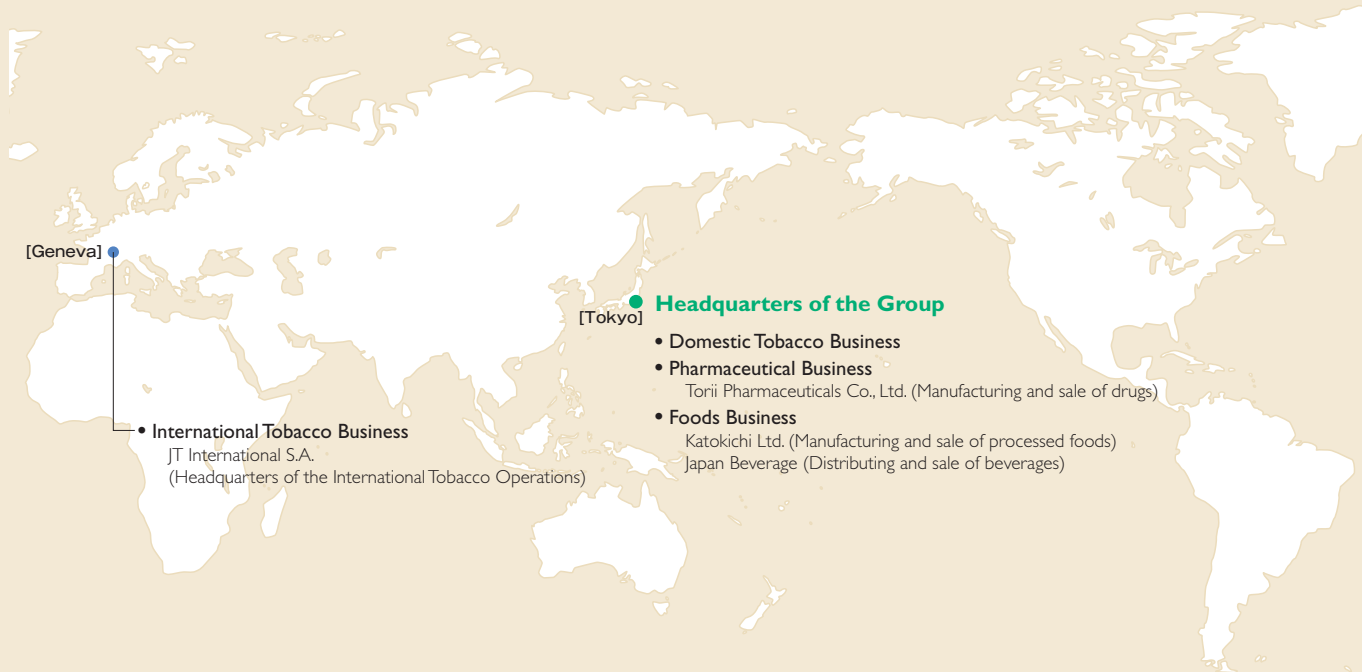 [Geneva]
• International Tobacco Business
JT International S.A.
(Headquarters of the International Tobacco Operations)
[Tokyo]
Headquarters of the Group
• Domestic Tobacco Business
• Pharmaceutical Business
Torii Pharmaceuticals Co., Ltd. (Manufacturing and sale of drugs)
• Foods Business
Katokichi Ltd. (Manufacturing and sale of processed foods)
Japan Beverage (Distributing and sale of beverages)